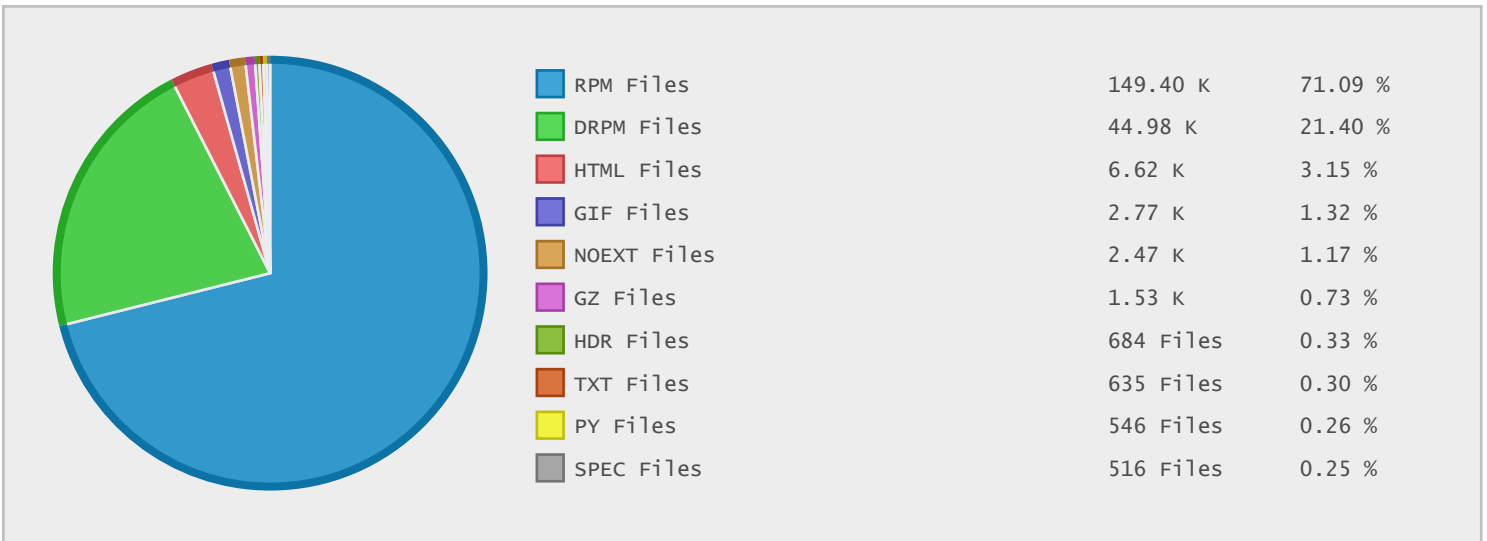 RPM Files 149.40 K 71.09 %
DRPM Files 44.98 K 21.40 %
HTML Files 6.62 K 3.15 %
GIF Files 2.77 K 1.32 %
NOEXT Files 2.47 K 1.17 %
GZ Files 1.53 K 0.73 %
HDR Files 684 Files 0.33 %
TXT Files 635 Files 0.30 %
PY Files 546 Files 0.26 %
SPEC Files 516 Files 0.25 %